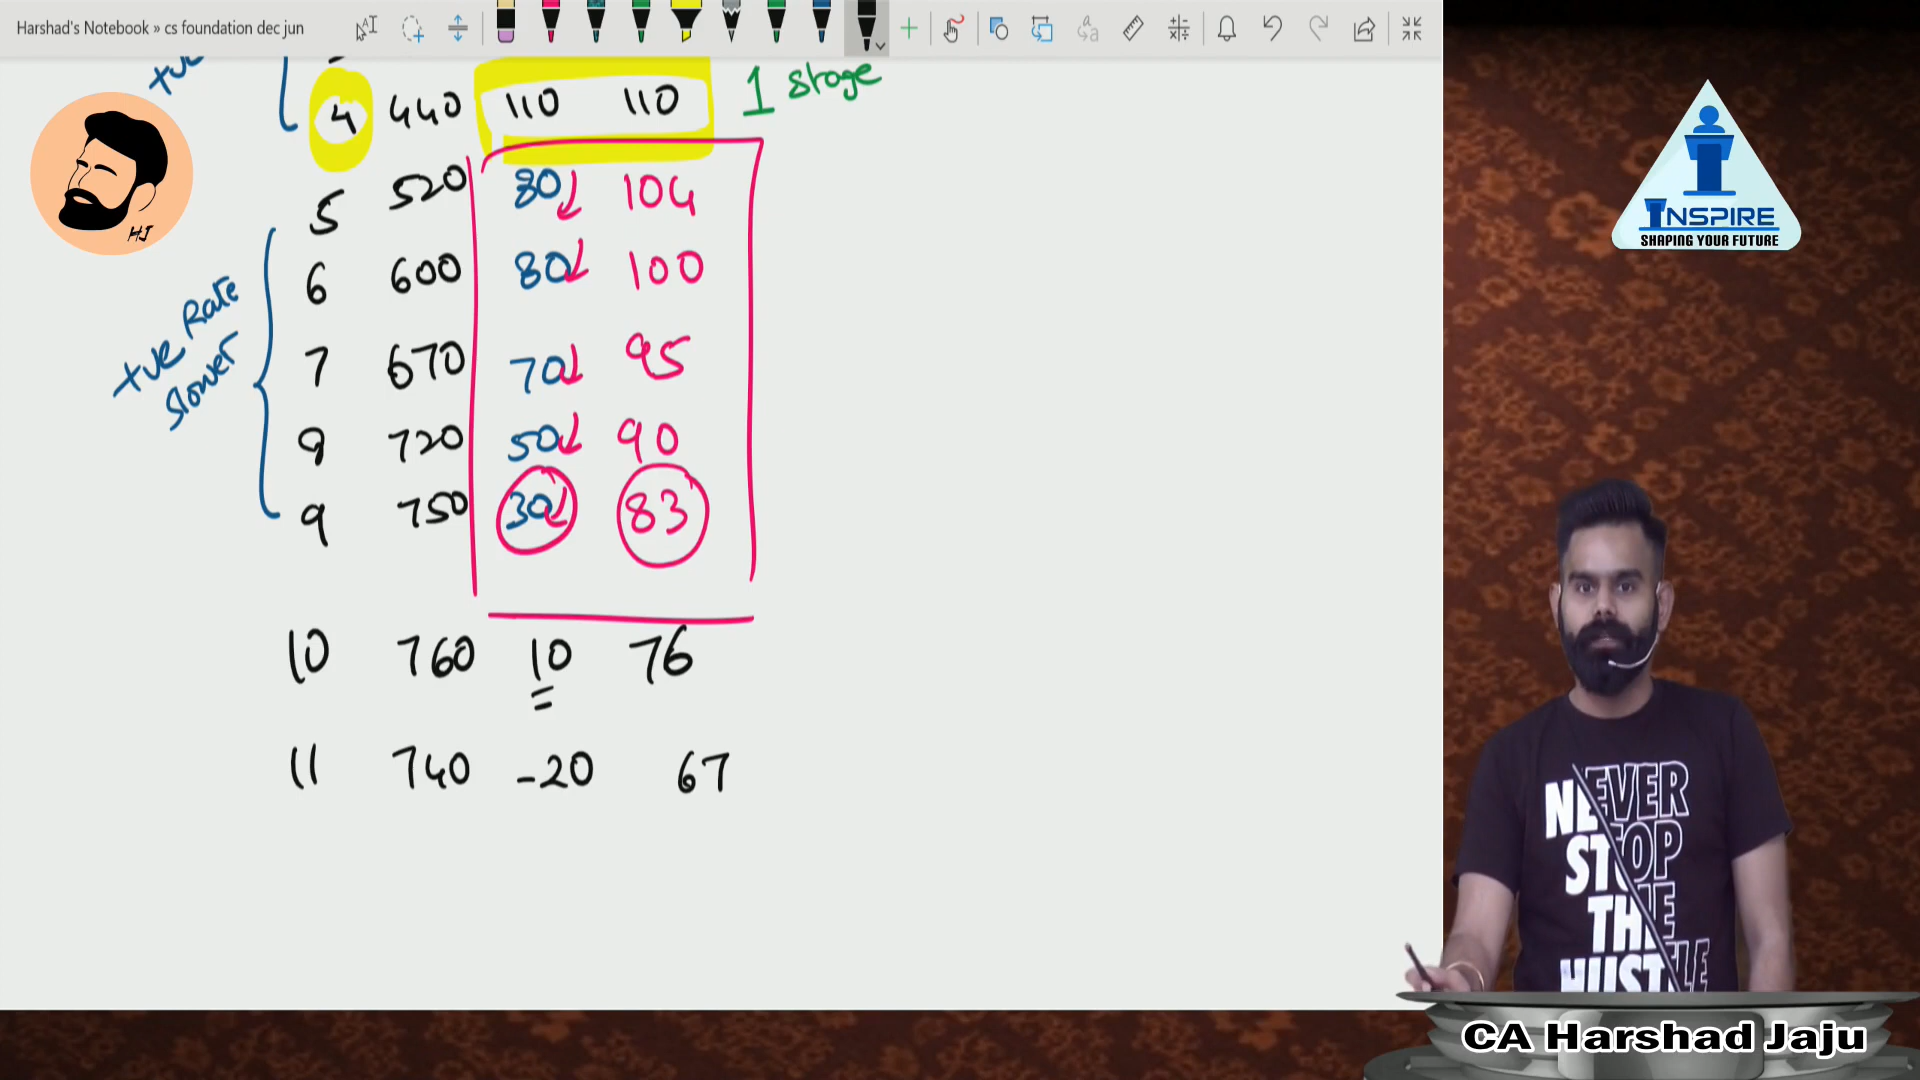 Harshad's Notebook » cs foundation dec jun
+ve
4 440 110 110 1 stage
5 520 80 104
6 600 80 100
+ve Rate
slower
7 670 70 95
9 720 50 90
9 750 30 83
10 760 10 76
11 740 -20 67
HJ
INSPIRE
SHAPING YOUR FUTURE
NEVER
STOP
THE
HUSTLE
CA Harshad Jaju